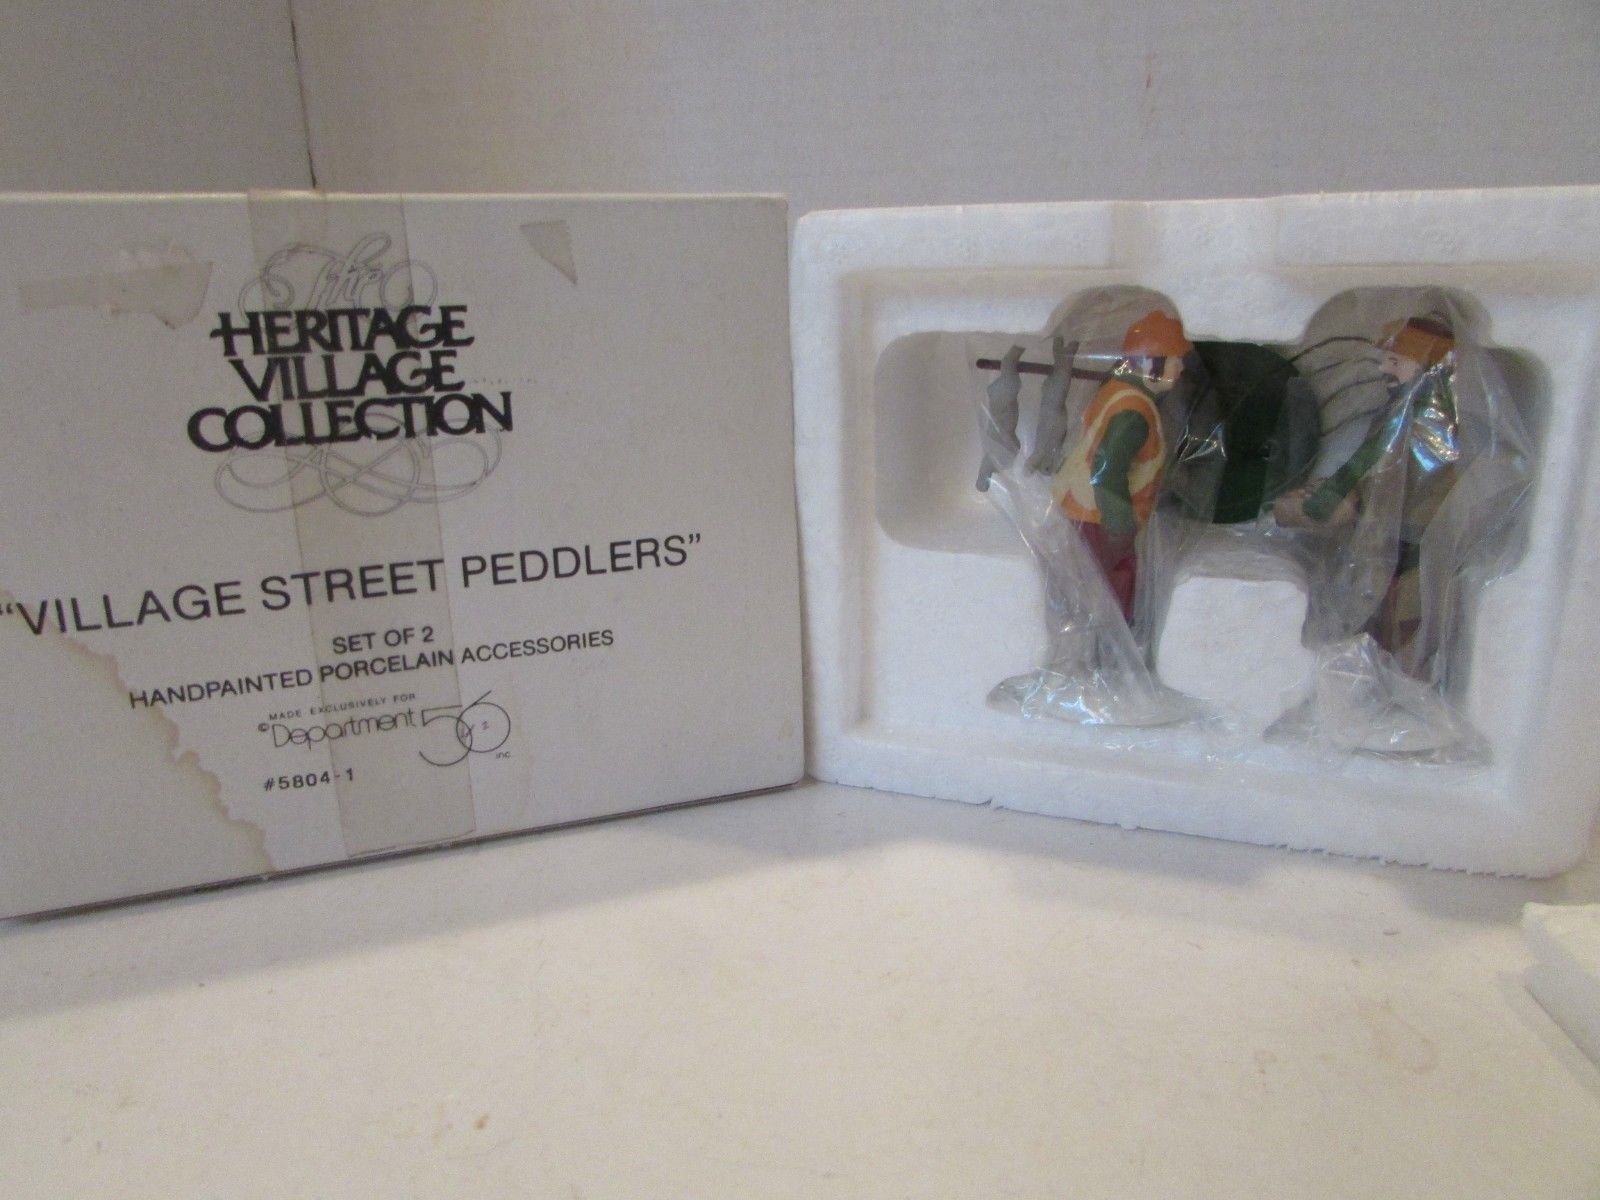 The
HERITAGE
VILLAGE
COLLECTION
"VILLAGE STREET PEDDLERS"
SET OF 2
HANDPAINTED PORCELAIN ACCESSORIES
MADE EXCLUSIVELY FOR
©Department 56 inc
#5804-1